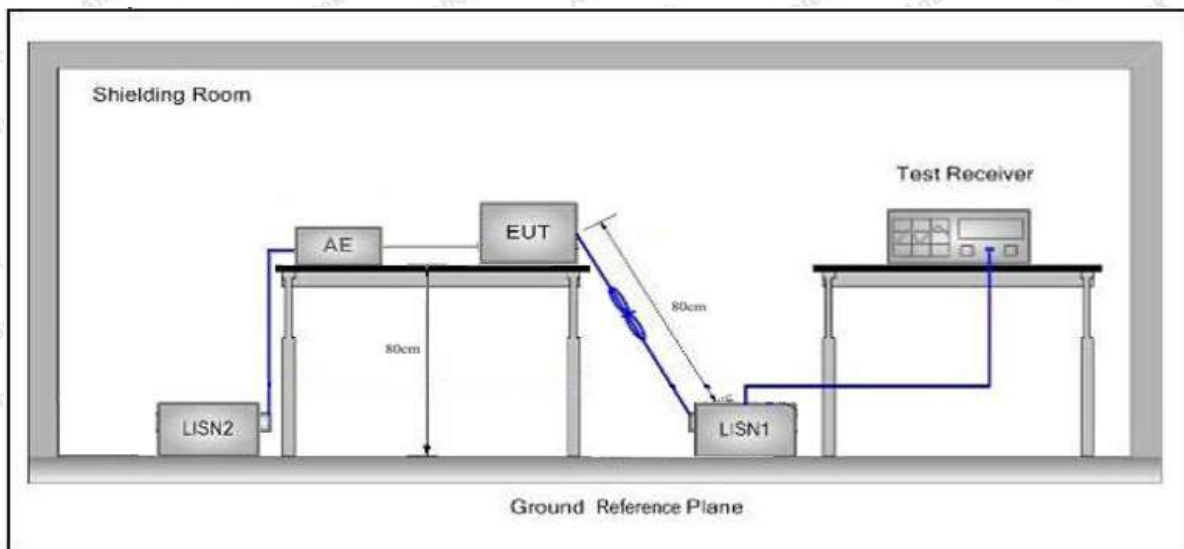 Shielding Room
Test Receiver
AE
EUT
80cm
80cm
LISN2
LISN1
Ground Reference Plane